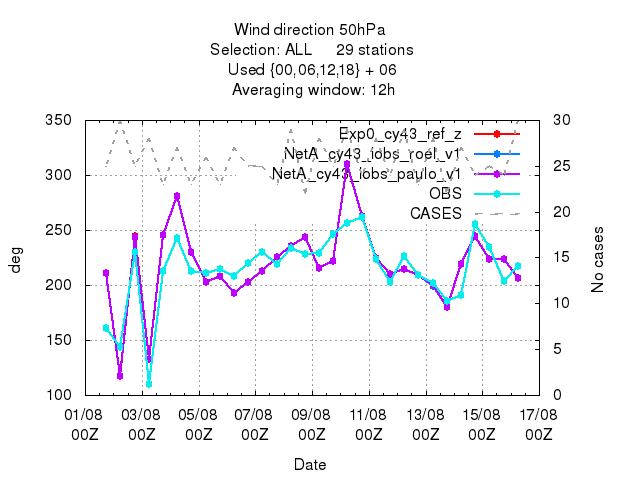 Wind direction 50hPa
Selection: ALL 29 stations
Used {00,06,12,18} + 06
Averaging window: 12h
350
300
250
200
150
100
deg
30
25
20
15
10
5
0
No cases
Exp0_cy43_ref_z
NetA_cy43_iobs_roel_v1
NetA_cy43_iobs_paulo_v1
OBS
CASES
01/08 03/08 05/08 07/08 09/08 11/08 13/08 15/08 17/08
00Z 00Z 00Z 00Z 00Z 00Z 00Z 00Z 00Z
Date